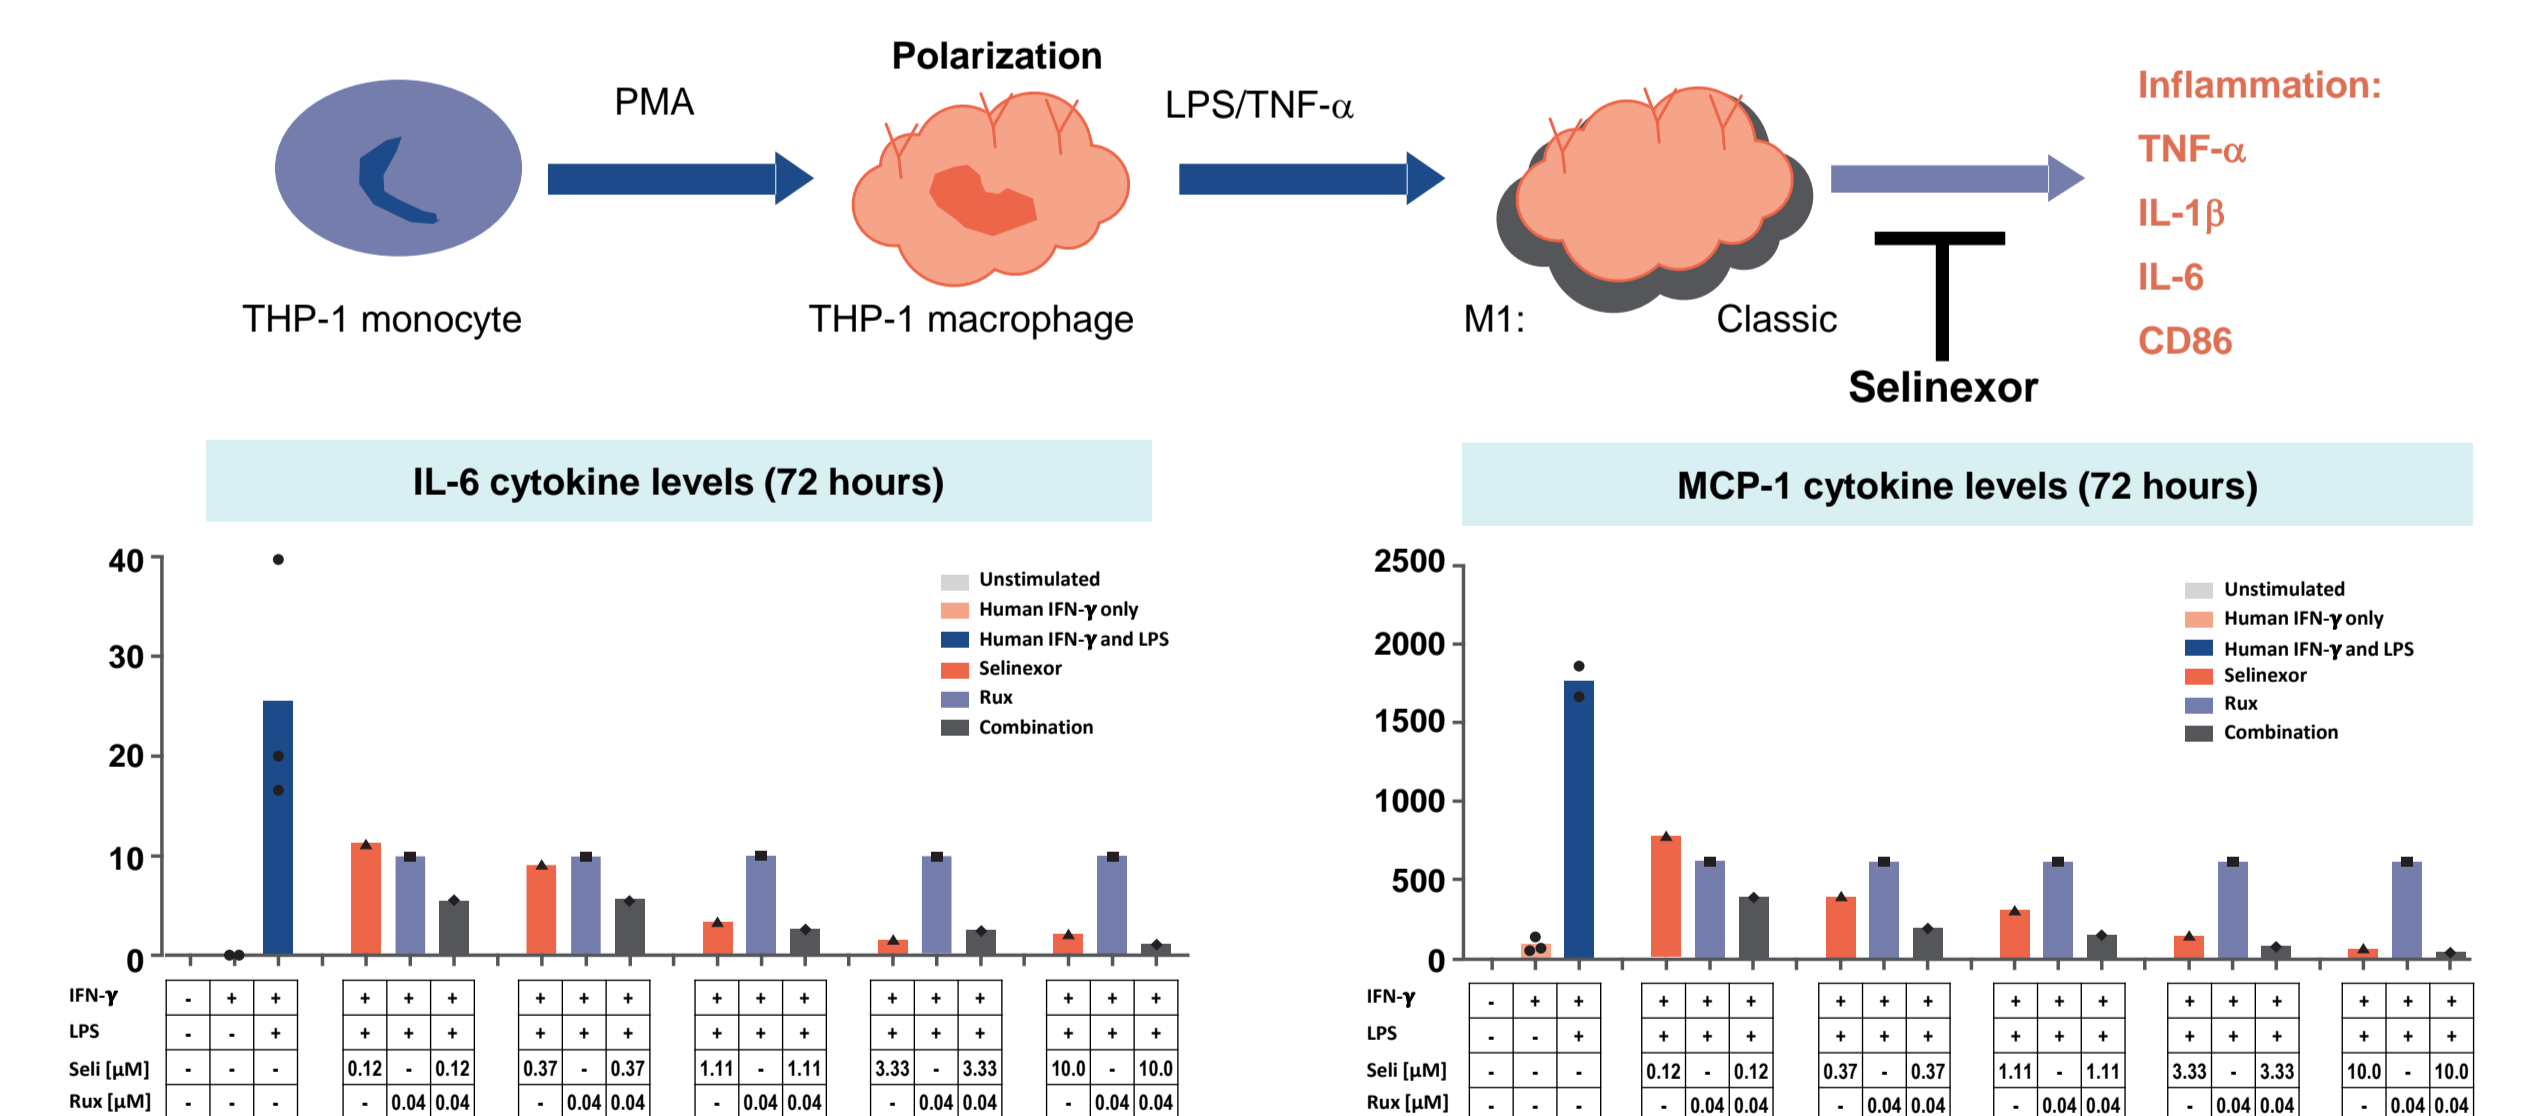 Polarization
PMA
LPS/TNF-α
THP-1 monocyte
THP-1 macrophage
M1: Classic
Inflammation:
TNF-α
IL-1β
IL-6
CD86
Selinexor
IL-6 cytokine levels (72 hours)
40
30
20
10
0
Unstimulated
Human IFN-γ only
Human IFN-γ and LPS
Selinexor
Rux
Combination
IFN-γ - + + + + + + + + + + + + + + + + +
LPS - - + + + + + + + + + + + + + + + +
Seli [µM] - - - 0.12 - 0.12 0.37 - 0.37 1.11 - 1.11 3.33 - 3.33 10.0 - 10.0
Rux [µM] - - - - 0.04 0.04 - 0.04 0.04 - 0.04 0.04 - 0.04 0.04 - 0.04 0.04
MCP-1 cytokine levels (72 hours)
2500
2000
1500
1000
500
0
Unstimulated
Human IFN-γ only
Human IFN-γ and LPS
Selinexor
Rux
Combination
IFN-γ - + + + + + + + + + + + + + + + + +
LPS - - + + + + + + + + + + + + + + + +
Seli [µM] - - - 0.12 - 0.12 0.37 - 0.37 1.11 - 1.11 3.33 - 3.33 10.0 - 10.0
Rux [µM] - - - - 0.04 0.04 - 0.04 0.04 - 0.04 0.04 - 0.04 0.04 - 0.04 0.04